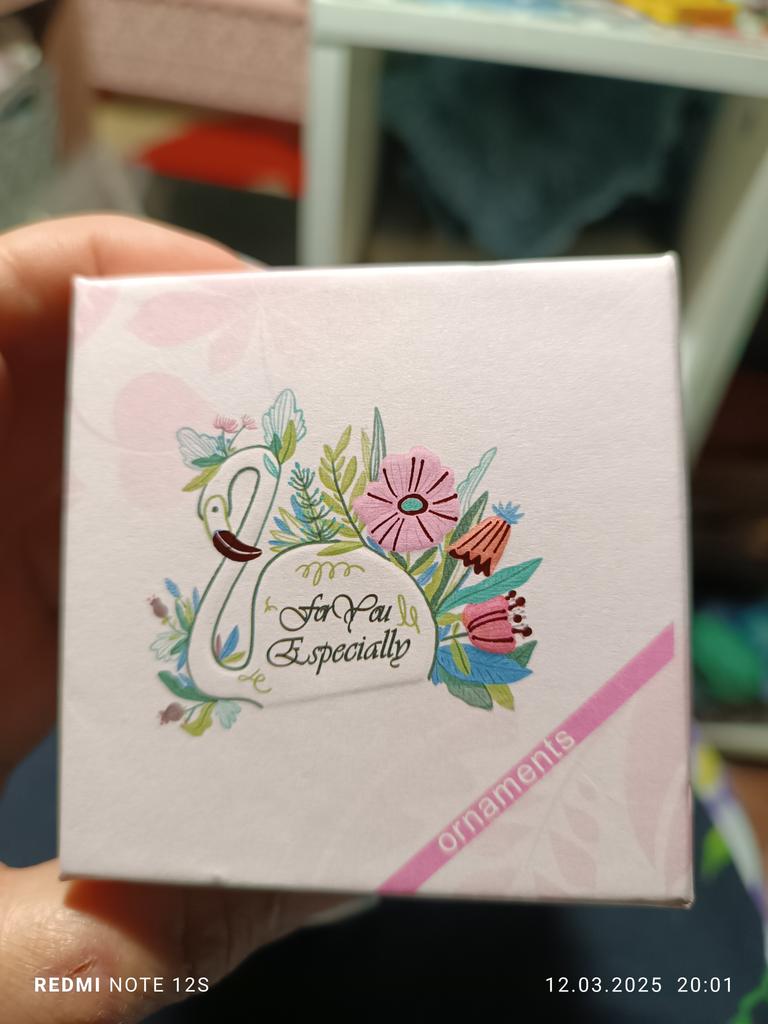 For You
Especially
ornaments
REDMI NOTE 12S
12.03.2025 20:01